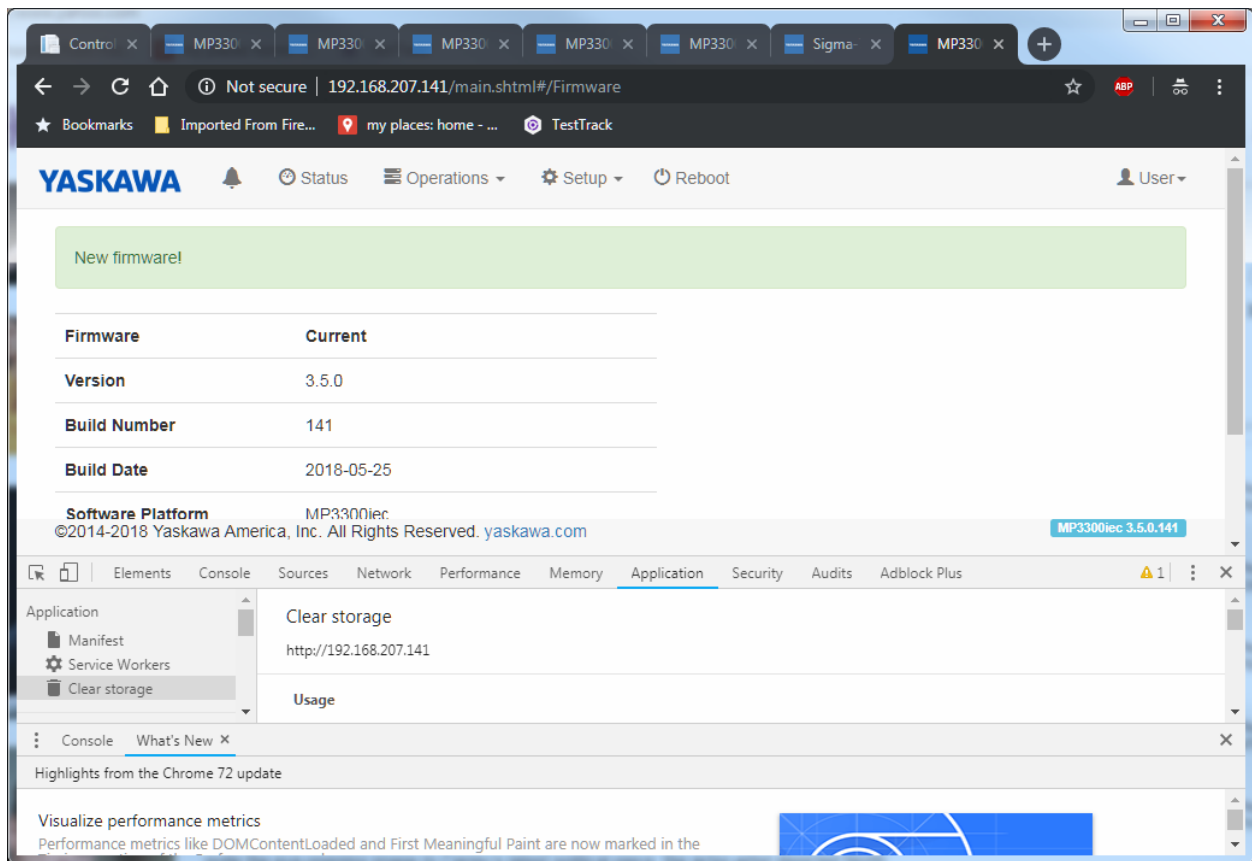 Control MP330 MP330 MP330 MP330 MP330 Sigma- MP330
Not secure | 192.168.207.141/main.shtml#/Firmware ABP
Bookmarks Imported From Fire... my places: home - ... TestTrack
YASKAWA Status Operations Setup Reboot User
New firmware!
Firmware Current
Version 3.5.0
Build Number 141
Build Date 2018-05-25
Software Platform MP3300iec
©2014-2018 Yaskawa America, Inc. All Rights Reserved. yaskawa.com MP3300iec 3.5.0.141
Elements Console Sources Network Performance Memory Application Security Audits Adblock Plus 1
Application
Manifest
Service Workers
Clear storage
Clear storage
http://192.168.207.141
Usage
Console What's New
Highlights from the Chrome 72 update
Visualize performance metrics
Performance metrics like DOMContentLoaded and First Meaningful Paint are now marked in the